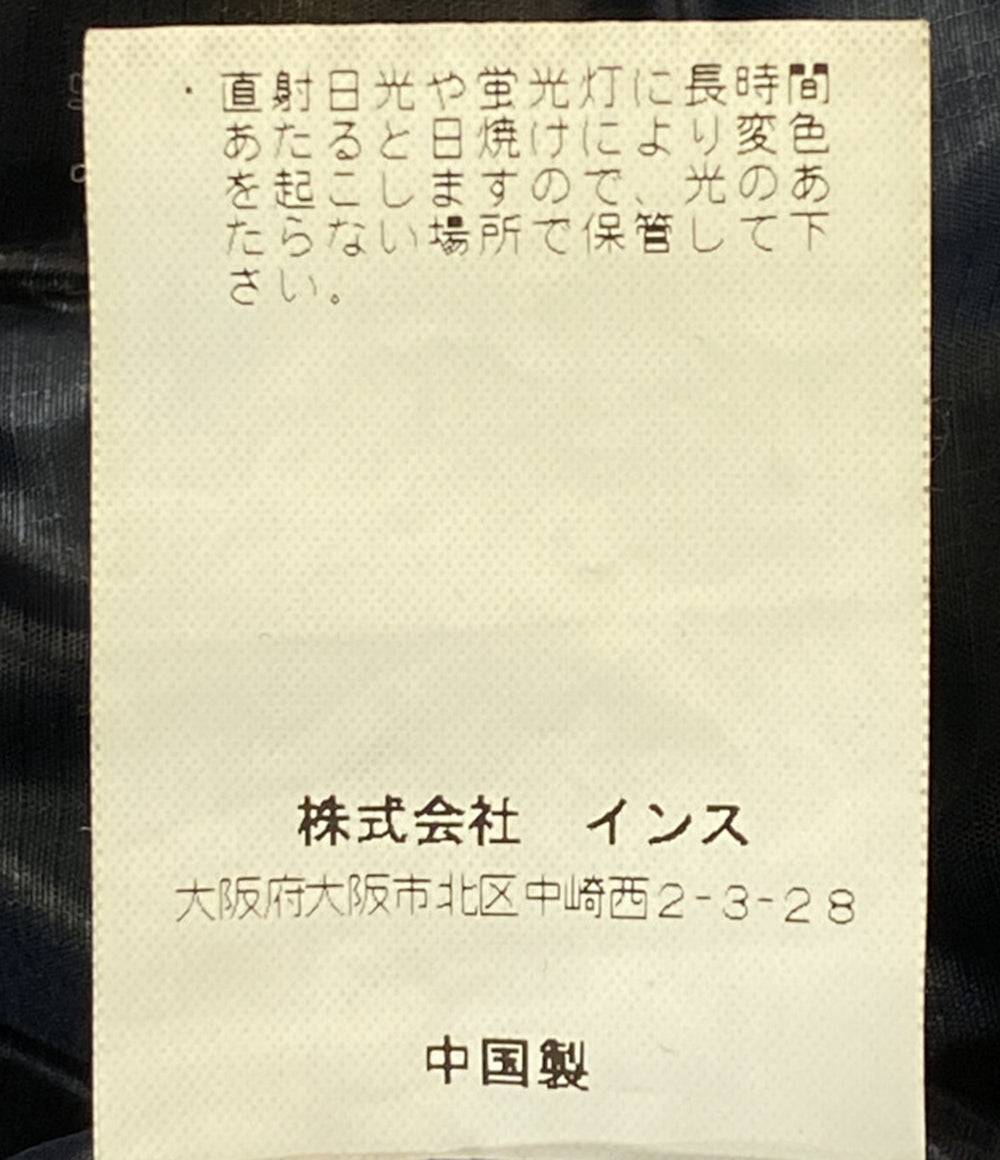 ・直射日光や蛍光灯に長時間
あたると日焼けにより変色
を起こしますので、光のあ
たらない場所で保管して下
さい。
株式会社　インス
大阪府大阪市北区中崎西2-3-28
中国製